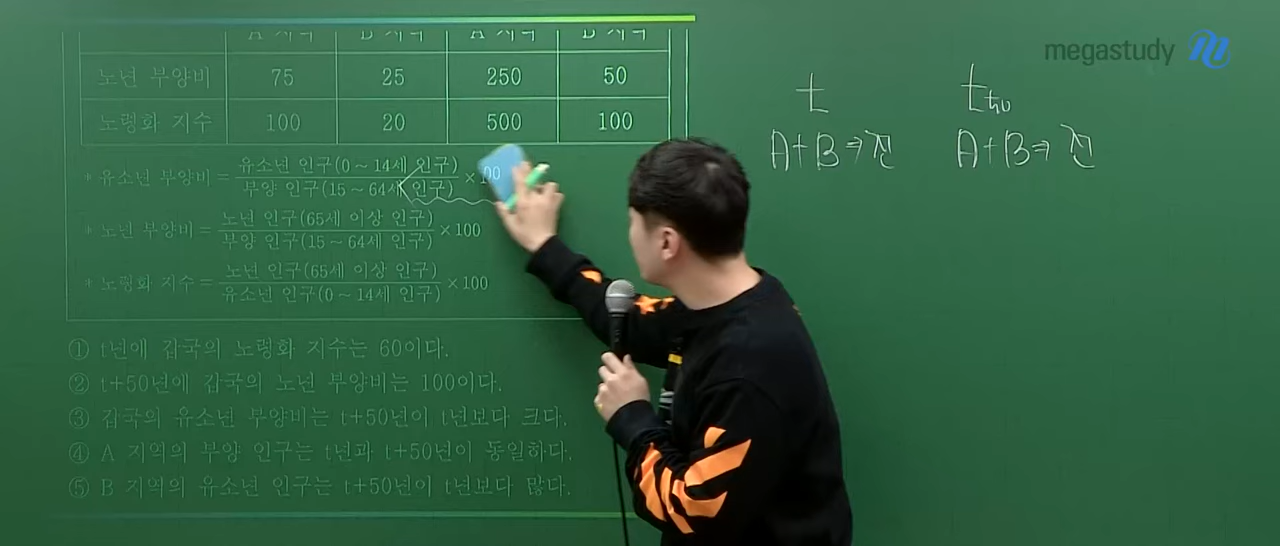 megastudy
A 지역 B 지역 A 지역 B 지역
노년 부양비 75 25 250 50
노령화 지수 100 20 500 100
* 유소년 부양비 = 유소년 인구(0 ~ 14세 인구) / 부양 인구(15 ~ 64세 인구) × 100
* 노년 부양비 = 노년 인구(65세 이상 인구) / 부양 인구(15 ~ 64세 인구) × 100
* 노령화 지수 = 노년 인구(65세 이상 인구) / 유소년 인구(0 ~ 14세 인구) × 100
① t년에 갑국의 노령화 지수는 60이다.
② t+50년에 갑국의 노년 부양비는 100이다.
③ 갑국의 유소년 부양비는 t+50년이 t년보다 크다.
④ A 지역의 부양 인구는 t년과 t+50년이 동일하다.
⑤ B 지역의 유소년 인구는 t+50년이 t년보다 많다.
t
A+B⇒전
A+B⇒전